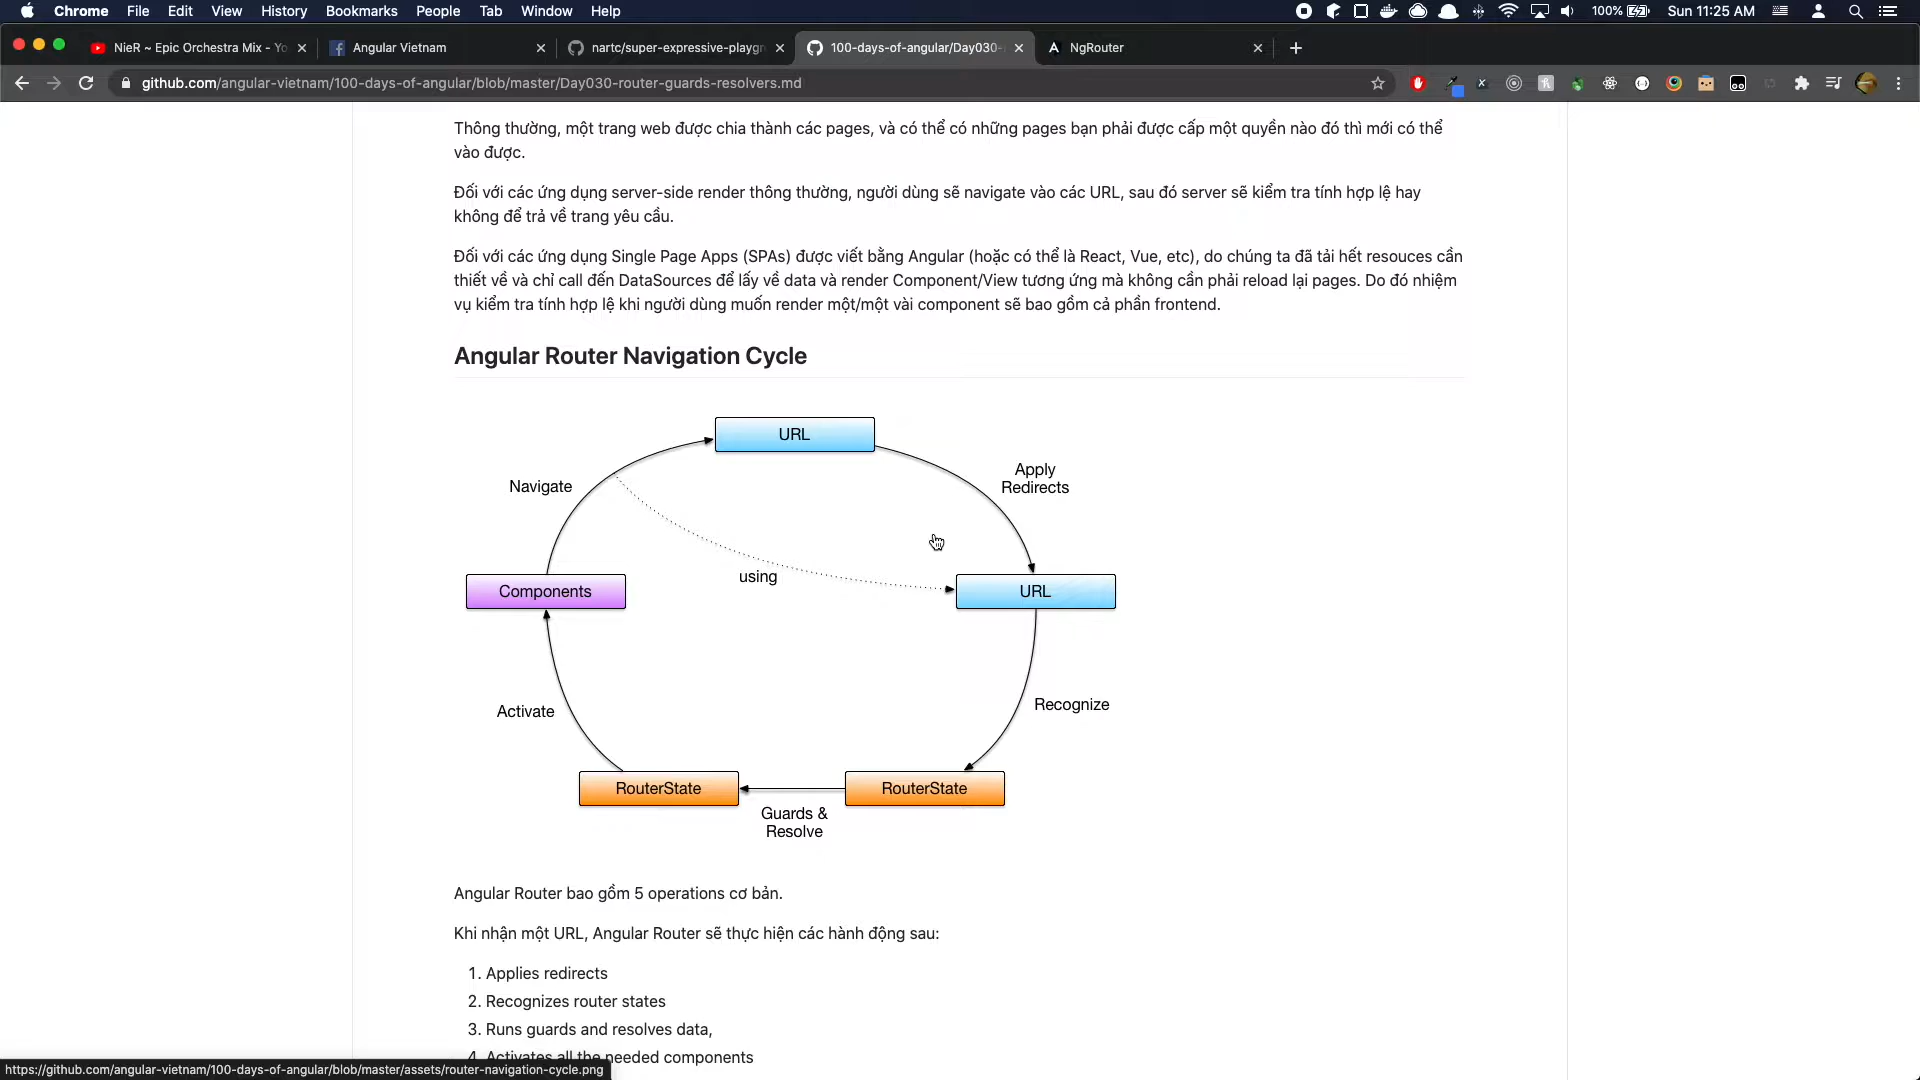 Chrome File Edit View History Bookmarks People Tab Window Help 100% Sun 11:25 AM
NieR ~ Epic Orchestra Mix - Yo
Angular Vietnam
nartc/super-expressive-playgr
100-days-of-angular/Day030-
NgRouter
github.com/angular-vietnam/100-days-of-angular/blob/master/Day030-router-guards-resolvers.md
Thông thường, một trang web được chia thành các pages, và có thể có những pages bạn phải được cấp một quyền nào đó thì mới có thể
vào được.
Đối với các ứng dụng server-side render thông thường, người dùng sẽ navigate vào các URL, sau đó server sẽ kiểm tra tính hợp lệ hay
không để trả về trang yêu cầu.
Đối với các ứng dụng Single Page Apps (SPAs) được viết bằng Angular (hoặc có thể là React, Vue, etc), do chúng ta đã tải hết resouces cần
thiết về và chỉ call đến DataSources để lấy về data và render Component/View tương ứng mà không cần phải reload lại pages. Do đó nhiệm
vụ kiểm tra tính hợp lệ khi người dùng muốn render một/một vài component sẽ bao gồm cả phần frontend.
Angular Router Navigation Cycle
URL
Apply
Redirects
Navigate
using
Components
URL
Activate
Recognize
RouterState
RouterState
Guards &
Resolve
Angular Router bao gồm 5 operations cơ bản.
Khi nhận một URL, Angular Router sẽ thực hiện các hành động sau:
1. Applies redirects
2. Recognizes router states
3. Runs guards and resolves data,
4. Activates all the needed components
https://github.com/angular-vietnam/100-days-of-angular/blob/master/assets/router-navigation-cycle.png